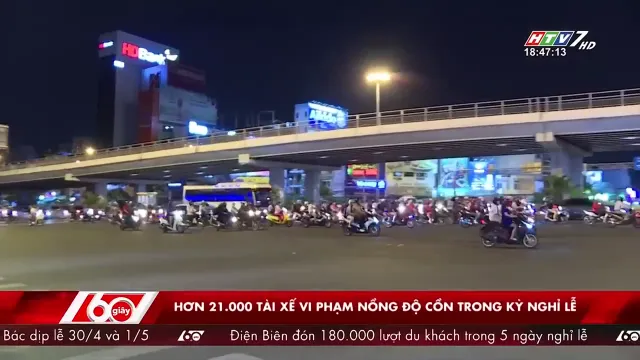 HDBank
HTV7 HD
18:47:13
60 giây
HƠN 21.000 TÀI XẾ VI PHẠM NỒNG ĐỘ CỒN TRONG KỲ NGHỈ LỄ
Bác dịp lễ 30/4 và 1/5 60 Điện Biên đón 180.000 lượt du khách trong 5 ngày nghỉ lễ 60